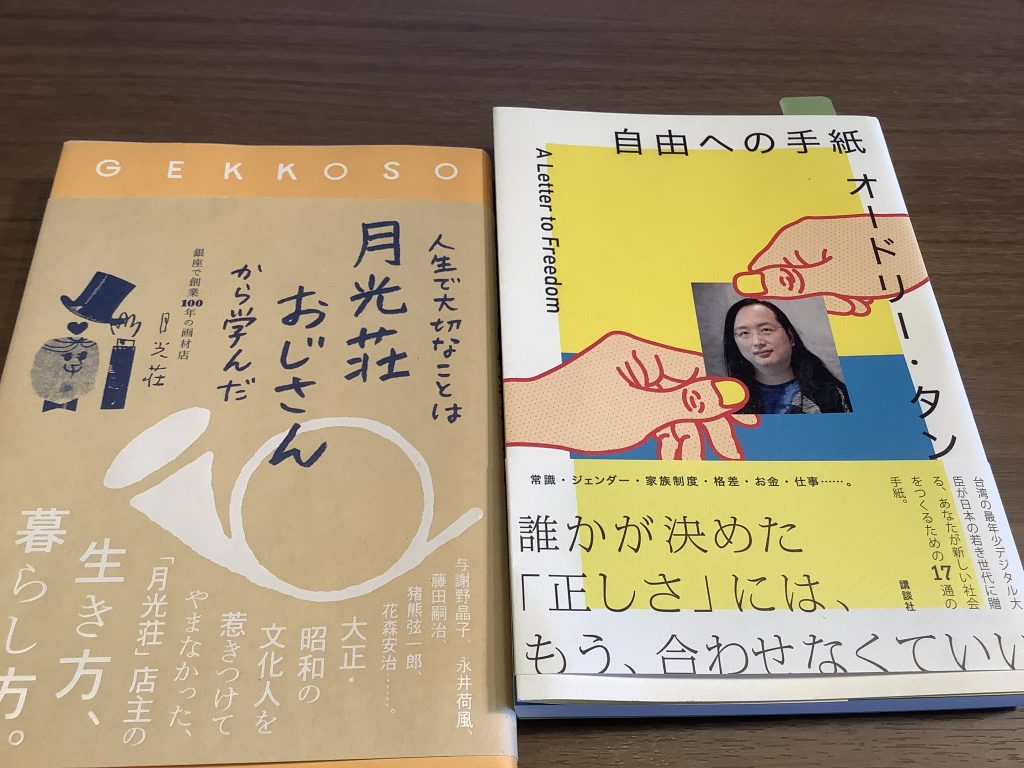 GEKKOSO
人生で大切なことは
月光荘
おじさん
から学んだ
銀座で創業100年の画材店
月光荘
与謝野晶子、永井荷風、
藤田嗣治、
猪熊弦一郎、
花森安治……。
大正・
昭和の
文化人を
惹きつけて
やまなかった、
「月光荘」店主の
生き方、
暮らし方。
自由への手紙
オードリー・タン
A Letter to Freedom
常識・ジェンダー・家族制度・格差・お金・仕事……。
台湾の最年少デジタル大
臣が日本の若き世代に贈
る、あなたが新しい社会
をつくるための17通の
手紙。
講談社
誰かが決めた
「正しさ」には、
もう、合わせなくていい